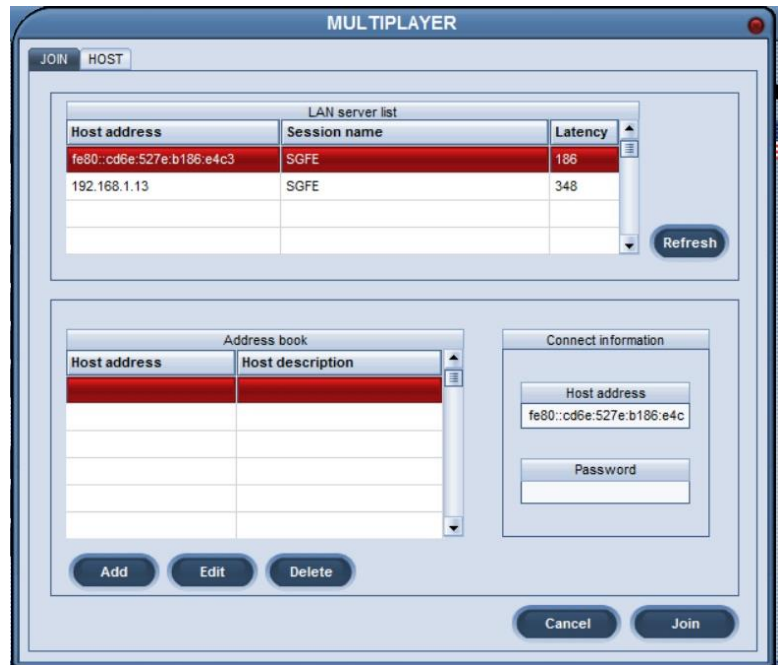 MULTIPLAYER
JOIN HOST
LAN server list
Host address Session name Latency
fe80::cd6e:527e:b186:e4c3 SGFE 186
192.168.1.13 SGFE 348
Refresh
Address book
Host address Host description
Connect information
Host address
fe80::cd6e:527e:b186:e4c
Password
Add Edit Delete
Cancel Join